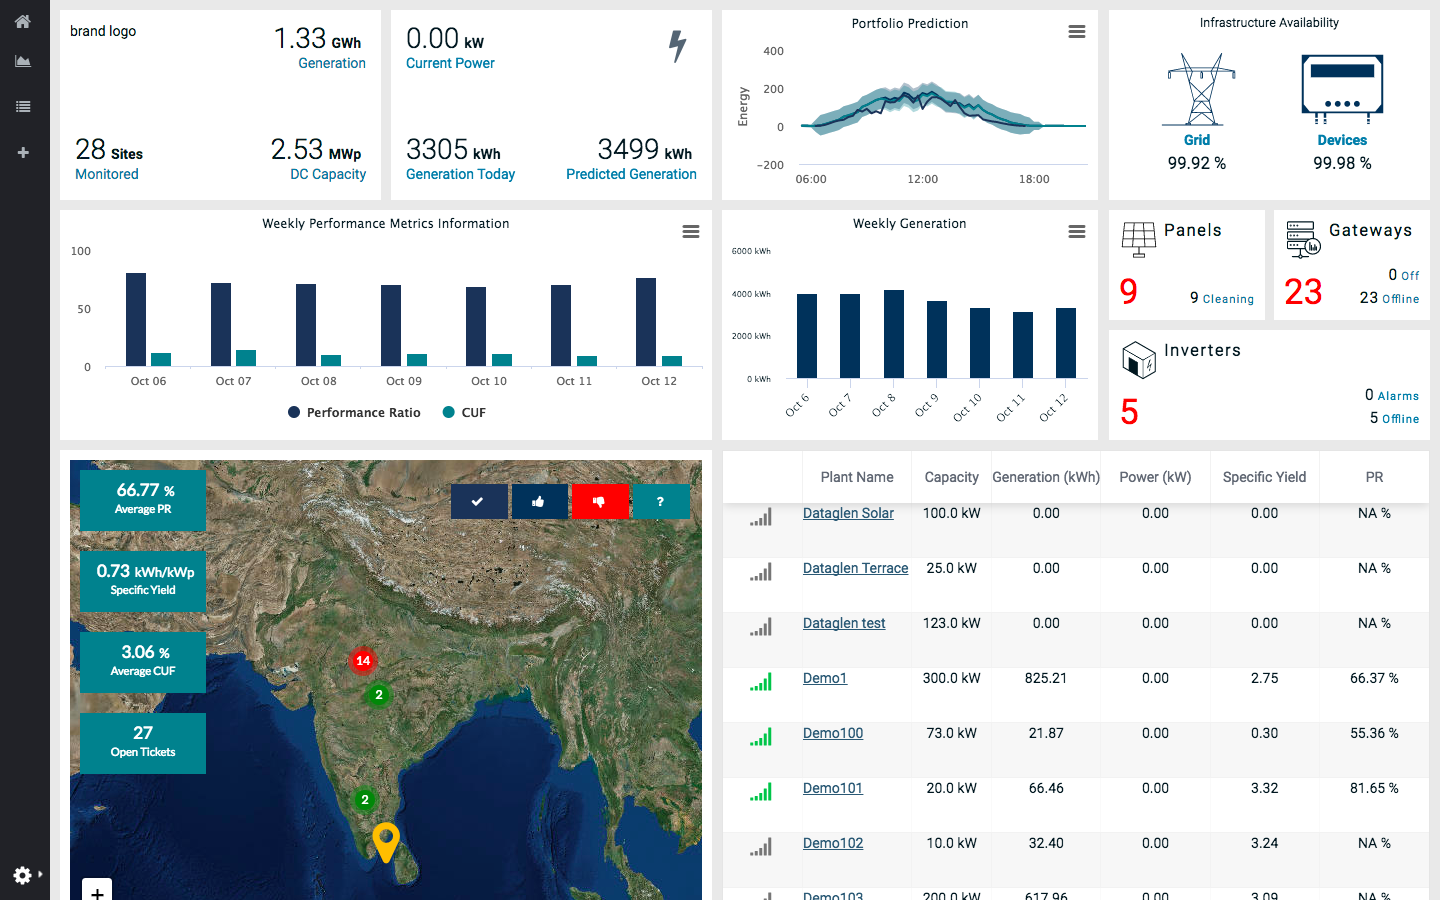 brand logo
1.33 GWh
Generation
28 Sites
Monitored
2.53 MWp
DC Capacity
0.00 kW
Current Power
3305 kWh
Generation Today
3499 kWh
Predicted Generation
Portfolio Prediction
Energy
400
200
0
-200
06:00
12:00
18:00
Infrastructure Availability
Grid
99.92 %
Devices
99.98 %
Weekly Performance Metrics Information
100
50
0
Oct 06
Oct 07
Oct 08
Oct 09
Oct 10
Oct 11
Oct 12
Performance Ratio
CUF
Weekly Generation
6000 kWh
4000 kWh
2000 kWh
0 kWh
Oct 6
Oct 7
Oct 8
Oct 9
Oct 10
Oct 11
Oct 12
Panels
9
9 Cleaning
Gateways
23
0 Off
23 Offline
Inverters
5
0 Alarms
5 Offline
66.77 %
Average PR
0.73 kWh/kWp
Specific Yield
3.06 %
Average CUF
27
Open Tickets
?
14
2
2
+
Plant Name Capacity Generation (kWh) Power (kW) Specific Yield PR
Dataglen Solar 100.0 kW 0.00 0.00 0.00 NA %
Dataglen Terrace 25.0 kW 0.00 0.00 0.00 NA %
Dataglen test 123.0 kW 0.00 0.00 0.00 NA %
Demo1 300.0 kW 825.21 0.00 2.75 66.37 %
Demo100 73.0 kW 21.87 0.00 0.30 55.36 %
Demo101 20.0 kW 66.46 0.00 3.32 81.65 %
Demo102 10.0 kW 32.40 0.00 3.24 NA %
Demo103 200.0 kW 617.96 0.00 3.09 NA %